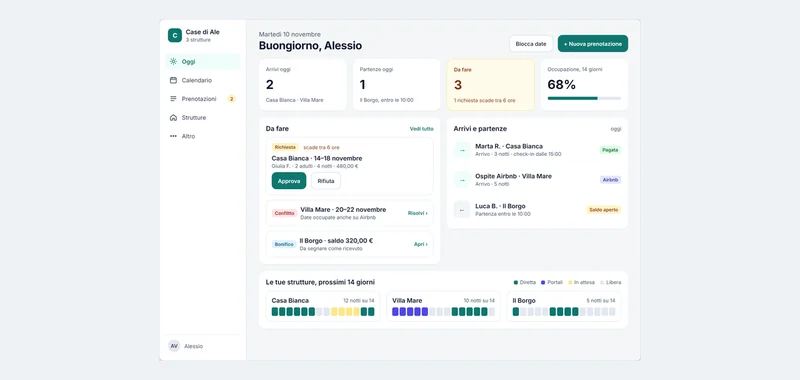 C
Case di Ale
3 strutture
Oggi
Calendario
Prenotazioni 2
Strutture
Altro
AV Alessio
Martedì 10 novembre
Buongiorno, Alessio
Blocca date
+ Nuova prenotazione
Arrivi oggi
2
Casa Bianca · Villa Mare
Partenze oggi
1
Il Borgo, entro le 10:00
Da fare
3
1 richiesta scade tra 6 ore
Occupazione, 14 giorni
68%
Da fare
Vedi tutto
Richiesta scade tra 6 ore
Casa Bianca · 14–18 novembre
Giulia F. · 2 adulti · 4 notti · 480,00 €
Approva
Rifiuta
Conflitto
Villa Mare · 20–22 novembre
Date occupate anche su Airbnb
Risolvi ›
Bonifico
Il Borgo · saldo 320,00 €
Da segnare come ricevuto
Apri ›
Arrivi e partenze
oggi
→
Marta R. · Casa Bianca
Arrivo · 3 notti · check-in dalle 15:00
Pagata
→
Ospite Airbnb · Villa Mare
Arrivo · 5 notti
Airbnb
←
Luca B. · Il Borgo
Partenza entro le 10:00
Saldo aperto
Le tue strutture, prossimi 14 giorni
Diretta
Portali
In attesa
Libera
Casa Bianca
12 notti su 14
Villa Mare
10 notti su 14
Il Borgo
5 notti su 14